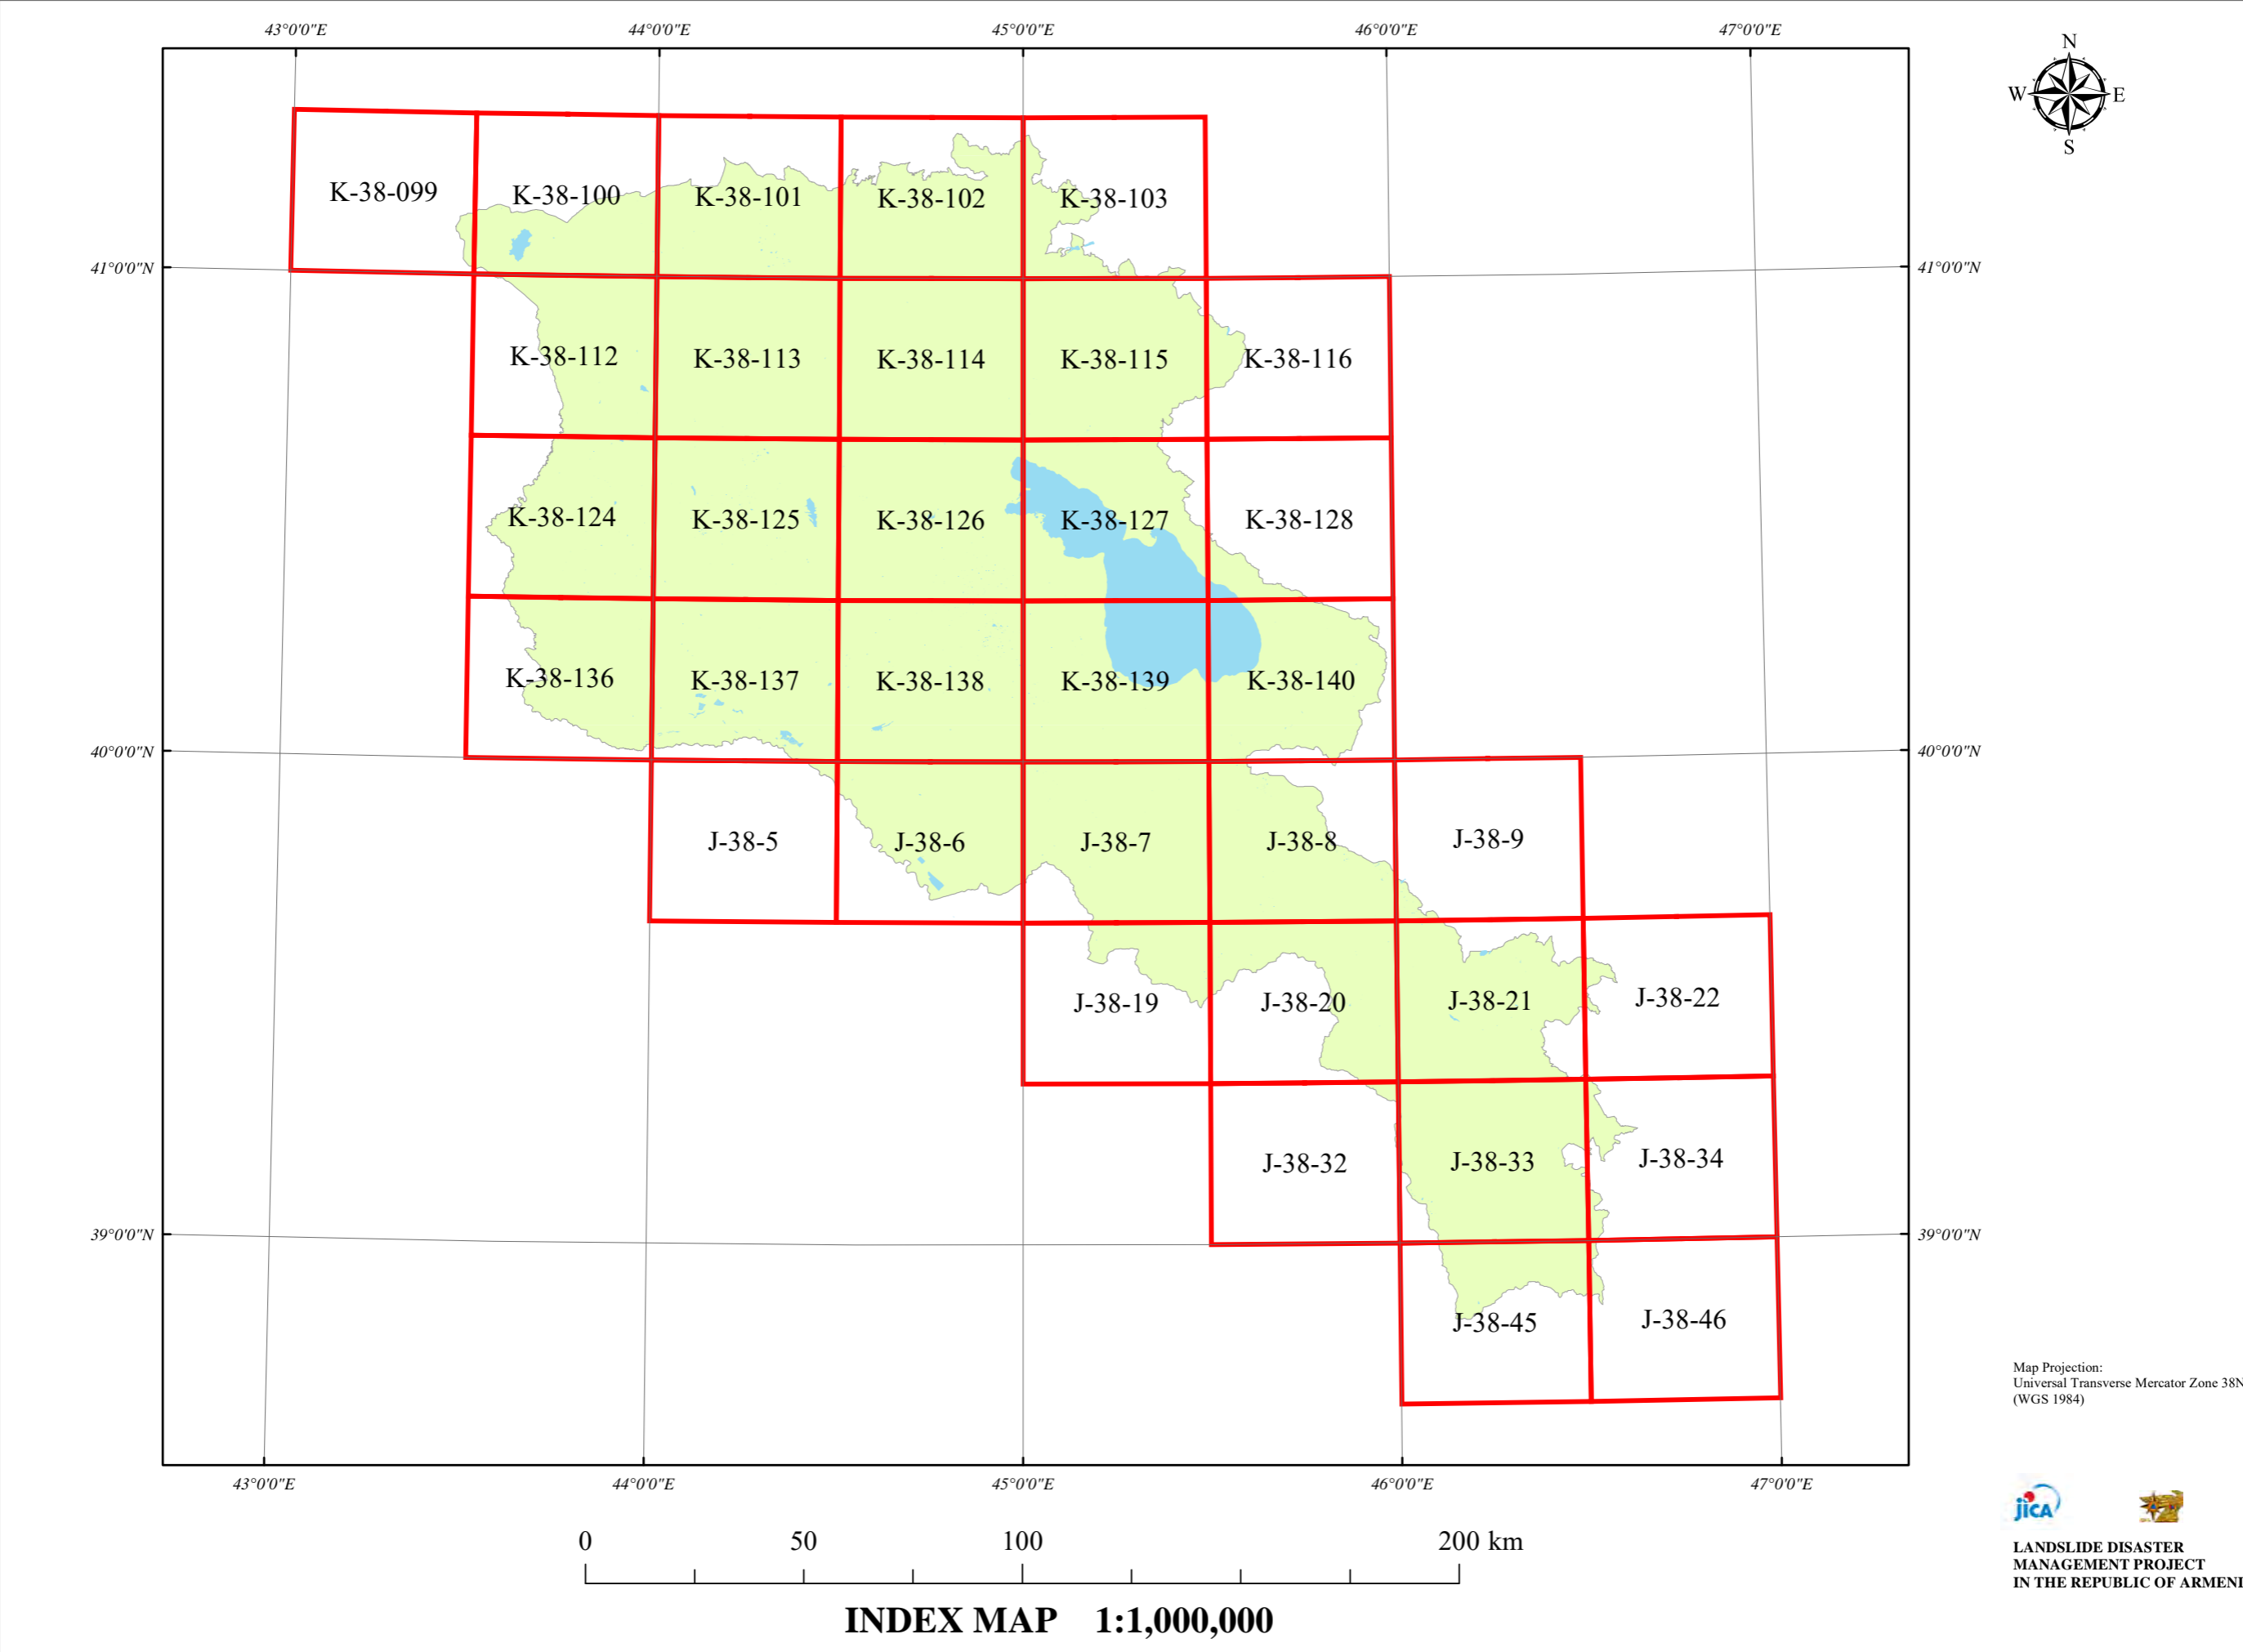 43°0'0"E 44°0'0"E 45°0'0"E 46°0'0"E 47°0'0"E
N
W E
S
K-38-099 K-38-100 K-38-101 K-38-102 K-38-103
41°0'0"N 41°0'0"N
K-38-112 K-38-113 K-38-114 K-38-115 K-38-116
K-38-124 K-38-125 K-38-126 K-38-127 K-38-128
K-38-136 K-38-137 K-38-138 K-38-139 K-38-140
40°0'0"N 40°0'0"N
J-38-5 J-38-6 J-38-7 J-38-8 J-38-9
J-38-19 J-38-20 J-38-21 J-38-22
J-38-32 J-38-33 J-38-34
39°0'0"N 39°0'0"N
J-38-45 J-38-46
Map Projection:
Universal Transverse Mercator Zone 38N
(WGS 1984)
43°0'0"E 44°0'0"E 45°0'0"E 46°0'0"E 47°0'0"E
jICA
0 50 100 200 km
LANDSLIDE DISASTER
MANAGEMENT PROJECT
IN THE REPUBLIC OF ARMENI
INDEX MAP 1:1,000,000